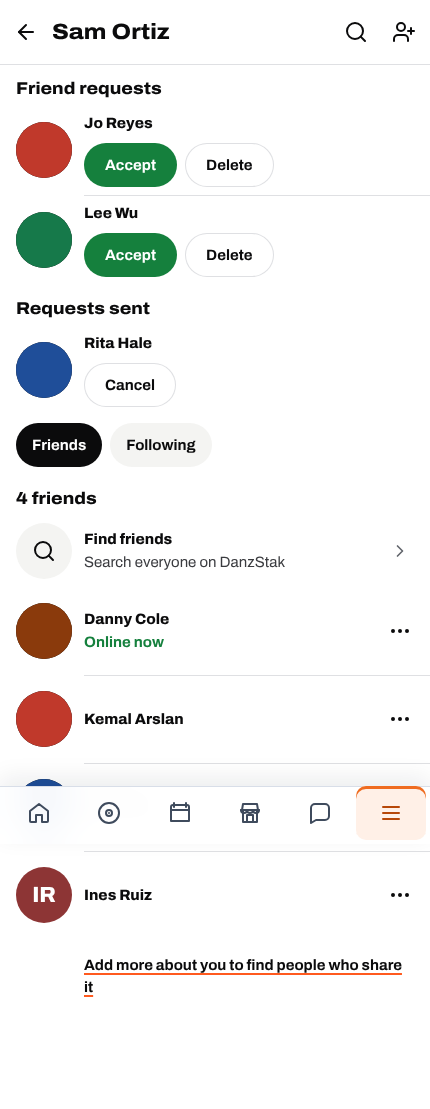 Sam Ortiz
Friend requests
Jo Reyes
Accept
Delete
Lee Wu
Accept
Delete
Requests sent
Rita Hale
Cancel
Friends
Following
4 friends
Find friends
Search everyone on DanzStak
Danny Cole
Online now
Kemal Arslan
IR
Ines Ruiz
Add more about you to find people who share
it